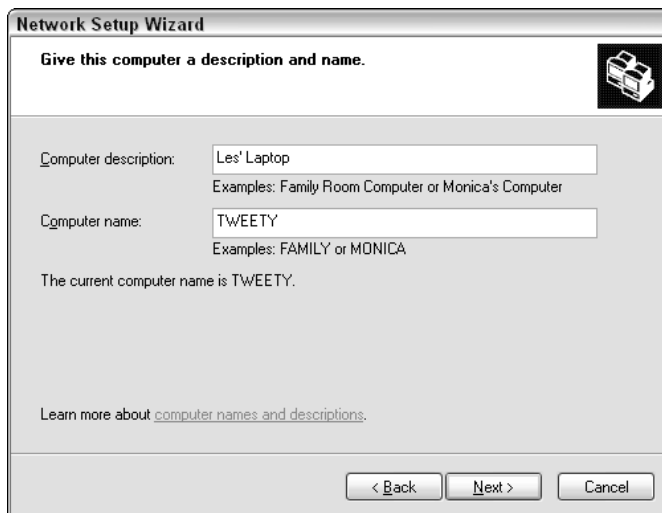 Network Setup Wizard
Give this computer a description and name.
Computer description:
Les' Laptop
Examples: Family Room Computer or Monica's Computer
Computer name:
TWEETY
Examples: FAMILY or MONICA
The current computer name is TWEETY.
Learn more about computer names and descriptions.
< Back
Next >
Cancel